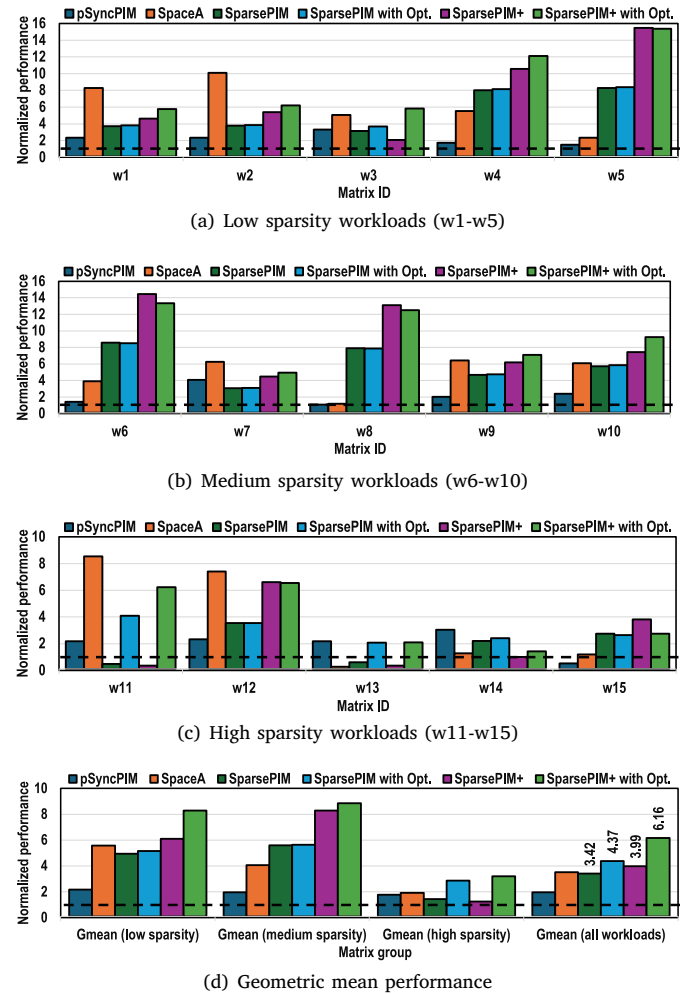 pSyncPIM SpaceA SparsePIM SparsePIM with Opt. SparsePIM+ SparsePIM+ with Opt.
Normalized performance
16
14
12
10
8
6
4
2
0
w1 w2 w3 w4 w5
Matrix ID
(a) Low sparsity workloads (w1-w5)
pSyncPIM SpaceA SparsePIM SparsePIM with Opt. SparsePIM+ SparsePIM+ with Opt.
Normalized performance
16
14
12
10
8
6
4
2
0
w6 w7 w8 w9 w10
Matrix ID
(b) Medium sparsity workloads (w6-w10)
pSyncPIM SpaceA SparsePIM SparsePIM with Opt. SparsePIM+ SparsePIM+ with Opt.
Normalized performance
10
8
6
4
2
0
w11 w12 w13 w14 w15
Matrix ID
(c) High sparsity workloads (w11-w15)
pSyncPIM SpaceA SparsePIM SparsePIM with Opt. SparsePIM+ SparsePIM+ with Opt.
Normalized performance
10
8
6
4
2
0
3.42
4.37
3.99
6.16
Gmean (low sparsity) Gmean (medium sparsity) Gmean (high sparsity) Gmean (all workloads)
Matrix group
(d) Geometric mean performance